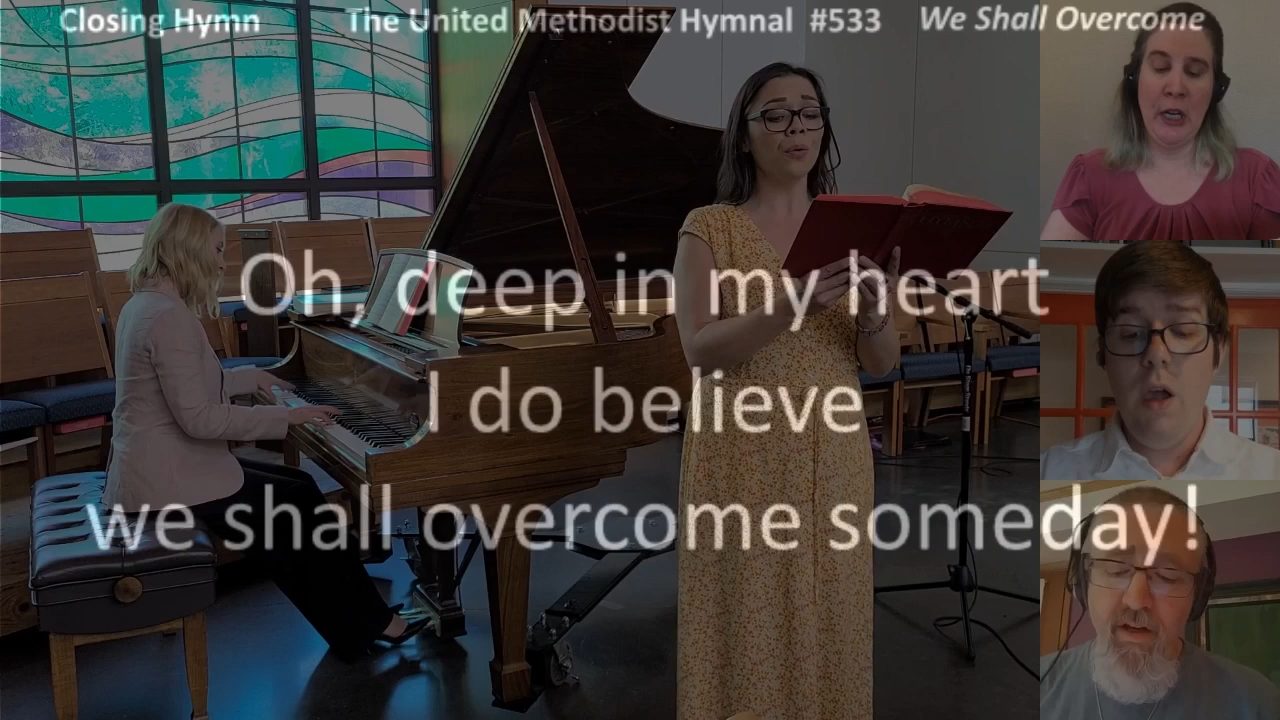 Closing Hymn The United Methodist Hymnal #533 We Shall Overcome
Oh, deep in my heart
I do believe
we shall overcome someday!